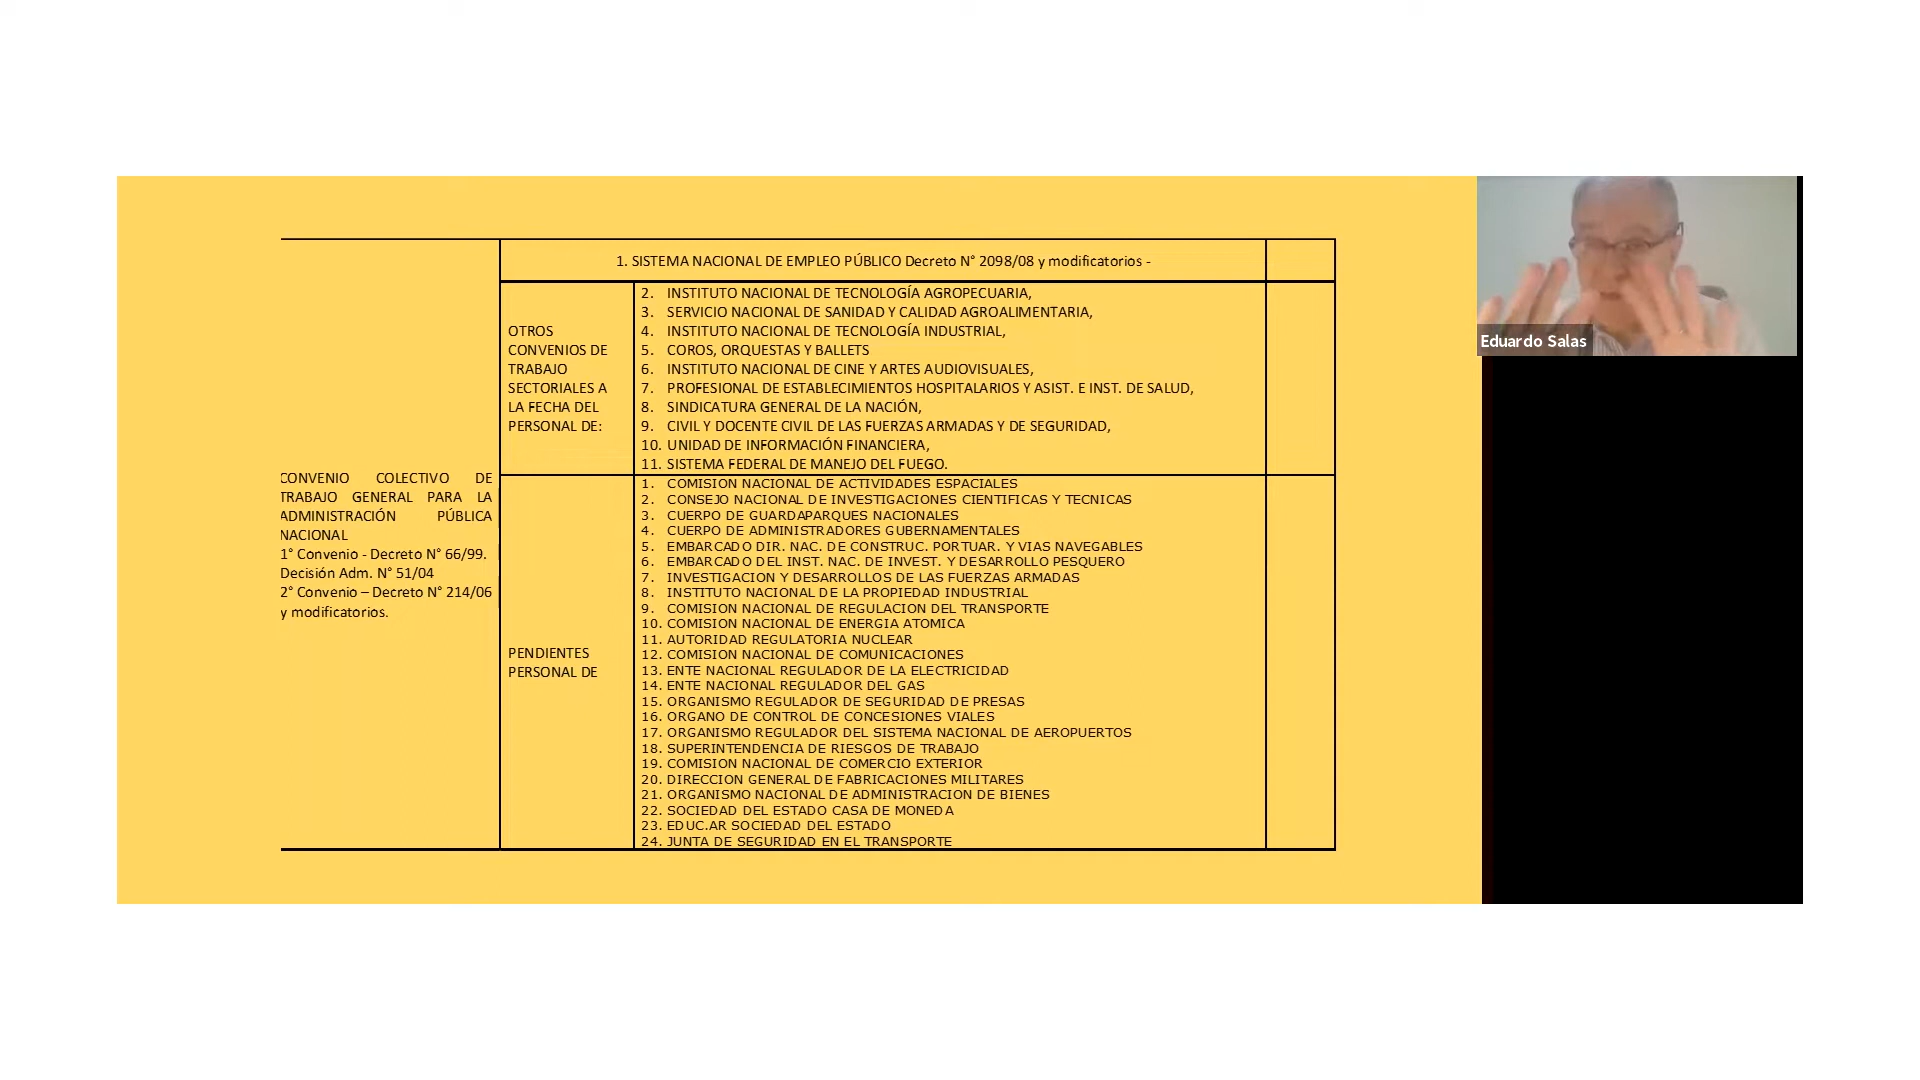 1. SISTEMA NACIONAL DE EMPLEO PÚBLICO Decreto N° 2098/08 y modificatorios -
OTROS
CONVENIOS DE
TRABAJO
SECTORIALES A
LA FECHA DEL
PERSONAL DE:
2. INSTITUTO NACIONAL DE TECNOLOGÍA AGROPECUARIA,
3. SERVICIO NACIONAL DE SANIDAD Y CALIDAD AGROALIMENTARIA,
4. INSTITUTO NACIONAL DE TECNOLOGÍA INDUSTRIAL,
5. COROS, ORQUESTAS Y BALLETS
6. INSTITUTO NACIONAL DE CINE Y ARTES AUDIOVISUALES,
7. PROFESIONAL DE ESTABLECIMIENTOS HOSPITALARIOS Y ASIST. E INST. DE SALUD,
8. SINDICATURA GENERAL DE LA NACIÓN,
9. CIVIL Y DOCENTE CIVIL DE LAS FUERZAS ARMADAS Y DE SEGURIDAD,
10. UNIDAD DE INFORMACIÓN FINANCIERA,
11. SISTEMA FEDERAL DE MANEJO DEL FUEGO.
CONVENIO COLECTIVO DE
TRABAJO GENERAL PARA LA
ADMINISTRACIÓN PÚBLICA
NACIONAL
1° Convenio - Decreto N° 66/99.
Decisión Adm. N° 51/04
2° Convenio – Decreto N° 214/06
y modificatorios.
PENDIENTES
PERSONAL DE
1. COMISION NACIONAL DE ACTIVIDADES ESPACIALES
2. CONSEJO NACIONAL DE INVESTIGACIONES CIENTIFICAS Y TECNICAS
3. CUERPO DE GUARDAPARQUES NACIONALES
4. CUERPO DE ADMINISTRADORES GUBERNAMENTALES
5. EMBARCADO DIR. NAC. DE CONSTRUC. PORTUAR. Y VIAS NAVEGABLES
6. EMBARCADO DEL INST. NAC. DE INVEST. Y DESARROLLO PESQUERO
7. INVESTIGACION Y DESARROLLOS DE LAS FUERZAS ARMADAS
8. INSTITUTO NACIONAL DE LA PROPIEDAD INDUSTRIAL
9. COMISION NACIONAL DE REGULACION DEL TRANSPORTE
10. COMISION NACIONAL DE ENERGIA ATOMICA
11. AUTORIDAD REGULATORIA NUCLEAR
12. COMISION NACIONAL DE COMUNICACIONES
13. ENTE NACIONAL REGULADOR DE LA ELECTRICIDAD
14. ENTE NACIONAL REGULADOR DEL GAS
15. ORGANISMO REGULADOR DE SEGURIDAD DE PRESAS
16. ORGANO DE CONTROL DE CONCESIONES VIALES
17. ORGANISMO REGULADOR DEL SISTEMA NACIONAL DE AEROPUERTOS
18. SUPERINTENDENCIA DE RIESGOS DE TRABAJO
19. COMISION NACIONAL DE COMERCIO EXTERIOR
20. DIRECCION GENERAL DE FABRICACIONES MILITARES
21. ORGANISMO NACIONAL DE ADMINISTRACION DE BIENES
22. SOCIEDAD DEL ESTADO CASA DE MONEDA
23. EDUC.AR SOCIEDAD DEL ESTADO
24. JUNTA DE SEGURIDAD EN EL TRANSPORTE
Eduardo Salas